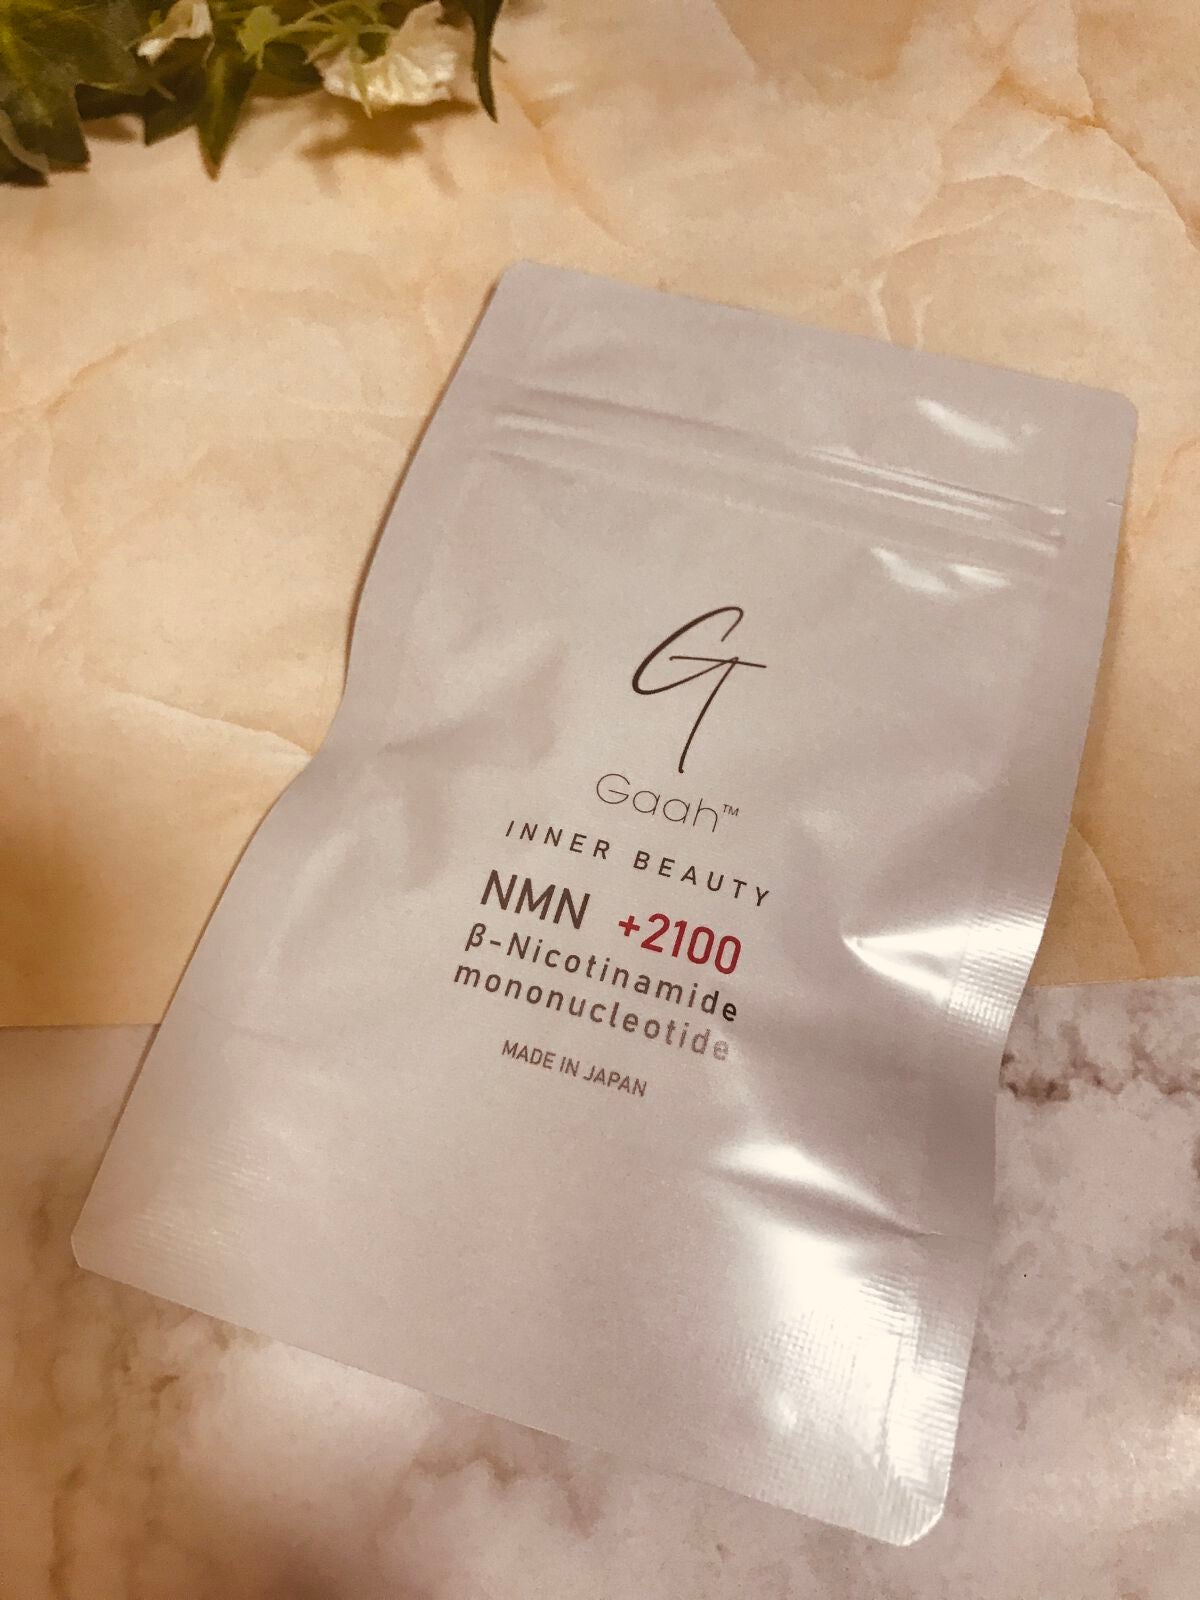 G
Gaah™
INNER BEAUTY
NMN +2100
β-Nicotinamide
mononucleotide
MADE IN JAPAN